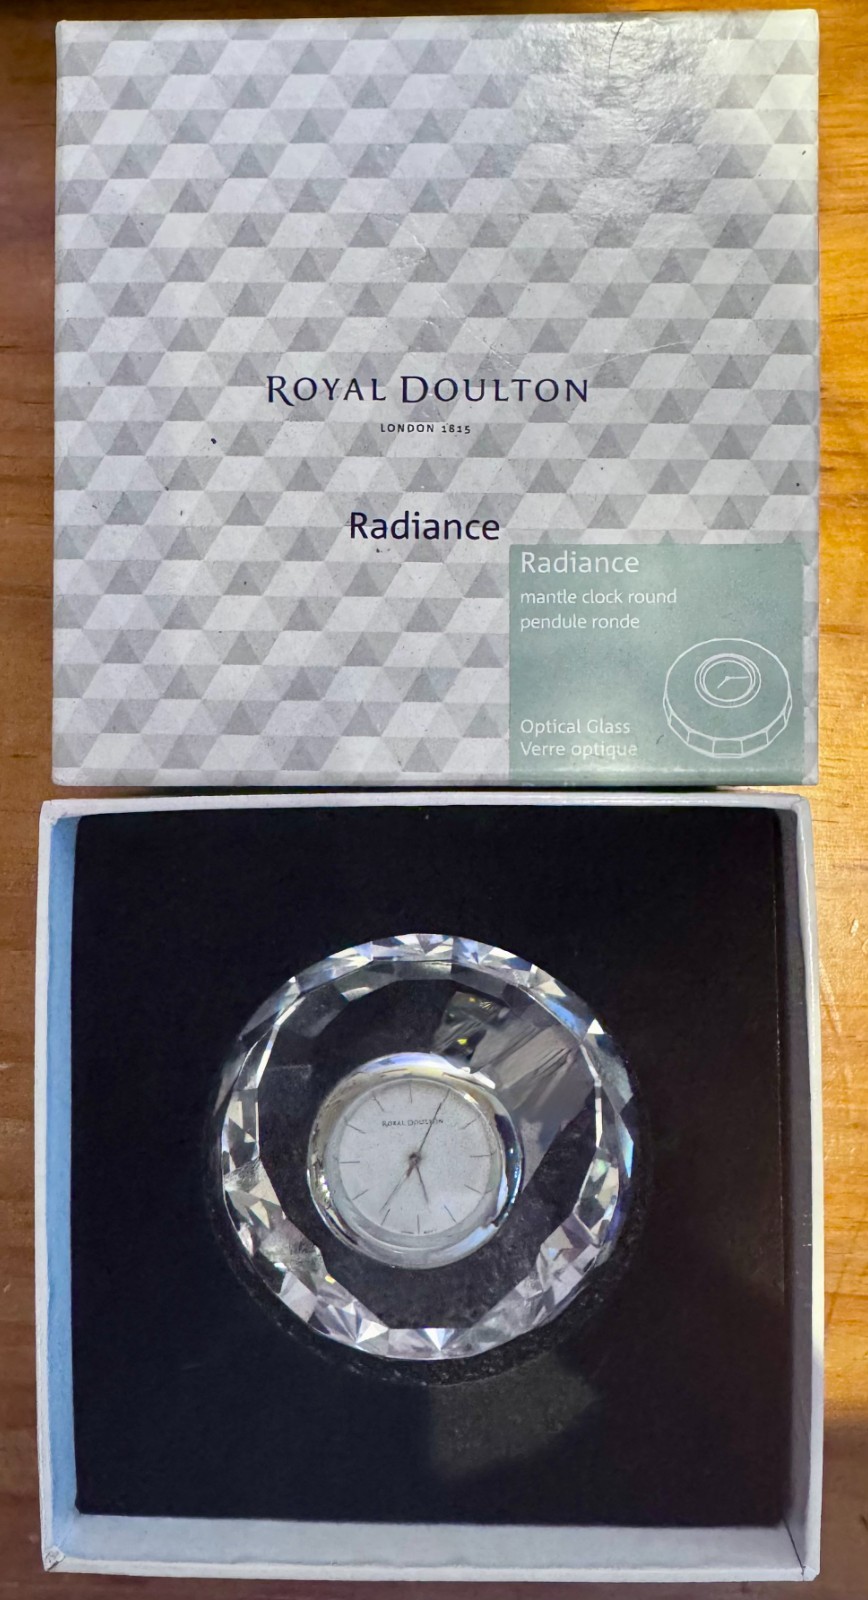 ROYAL DOULTON
LONDON 1815
Radiance
Radiance
mantle clock round
pendule ronde
Optical Glass
Verre optique
ROYAL DOULTON